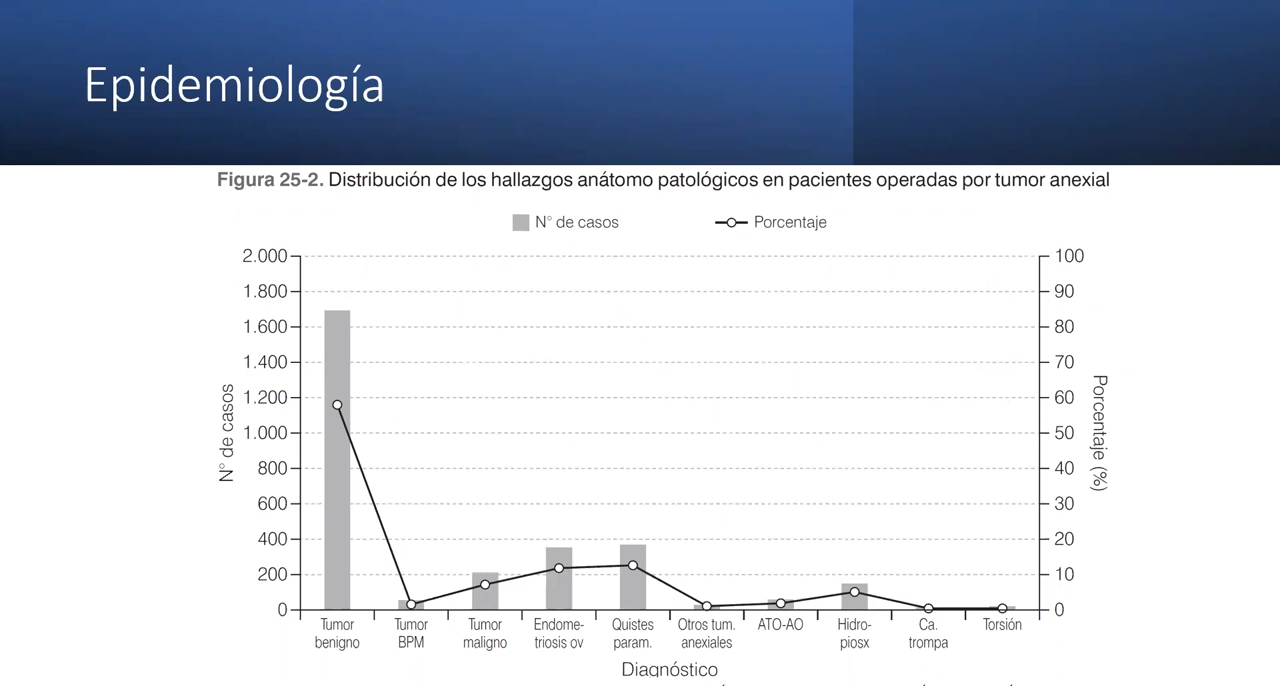 Epidemiología
Figura 25-2. Distribución de los hallazgos anátomo patológicos en pacientes operadas por tumor anexial
N° de casos
Porcentaje
2.000
1.800
1.600
1.400
1.200
1.000
800
600
400
200
0
N° de casos
100
90
80
70
60
50
40
30
20
10
0
Porcentaje (%)
Tumor
benigno
Tumor
BPM
Tumor
maligno
Endome-
triosis ov
Quistes
param.
Otros tum.
anexiales
ATO-AO
Hidro-
piosx
Ca.
trompa
Torsión
Diagnóstico